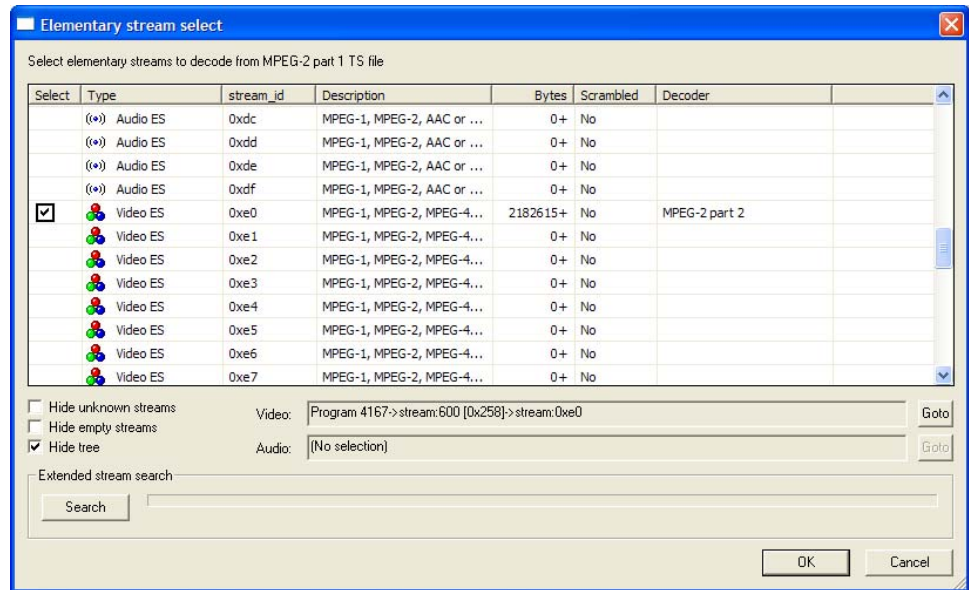 Elementary stream select
Select elementary streams to decode from MPEG-2 part 1 TS file
Select Type stream_id Description Bytes Scrambled Decoder
Audio ES 0xdc MPEG-1, MPEG-2, AAC or ... 0+ No
Audio ES 0xdd MPEG-1, MPEG-2, AAC or ... 0+ No
Audio ES 0xde MPEG-1, MPEG-2, AAC or ... 0+ No
Audio ES 0xdf MPEG-1, MPEG-2, AAC or ... 0+ No
Video ES 0xe0 MPEG-1, MPEG-2, MPEG-4... 2182615+ No MPEG-2 part 2
Video ES 0xe1 MPEG-1, MPEG-2, MPEG-4... 0+ No
Video ES 0xe2 MPEG-1, MPEG-2, MPEG-4... 0+ No
Video ES 0xe3 MPEG-1, MPEG-2, MPEG-4... 0+ No
Video ES 0xe4 MPEG-1, MPEG-2, MPEG-4... 0+ No
Video ES 0xe5 MPEG-1, MPEG-2, MPEG-4... 0+ No
Video ES 0xe6 MPEG-1, MPEG-2, MPEG-4... 0+ No
Video ES 0xe7 MPEG-1, MPEG-2, MPEG-4... 0+ No
Hide unknown streams
Hide empty streams
Hide tree
Video: Program 4167->stream:600 [0x258]->stream:0xe0 Goto
Audio: (No selection) Goto
Extended stream search
Search
OK Cancel